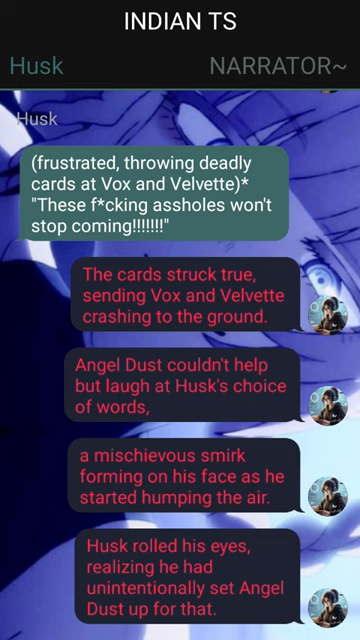 INDIAN TS
Husk NARRATOR~
Husk
(frustrated, throwing deadly
cards at Vox and Velvette)*
"These f*cking assholes won't
stop coming!!!!!!!"
The cards struck true,
sending Vox and Velvette
crashing to the ground.
Angel Dust couldn't help
but laugh at Husk's choice
of words,
a mischievous smirk
forming on his face as he
started humping the air.
Husk rolled his eyes,
realizing he had
unintentionally set Angel
Dust up for that.